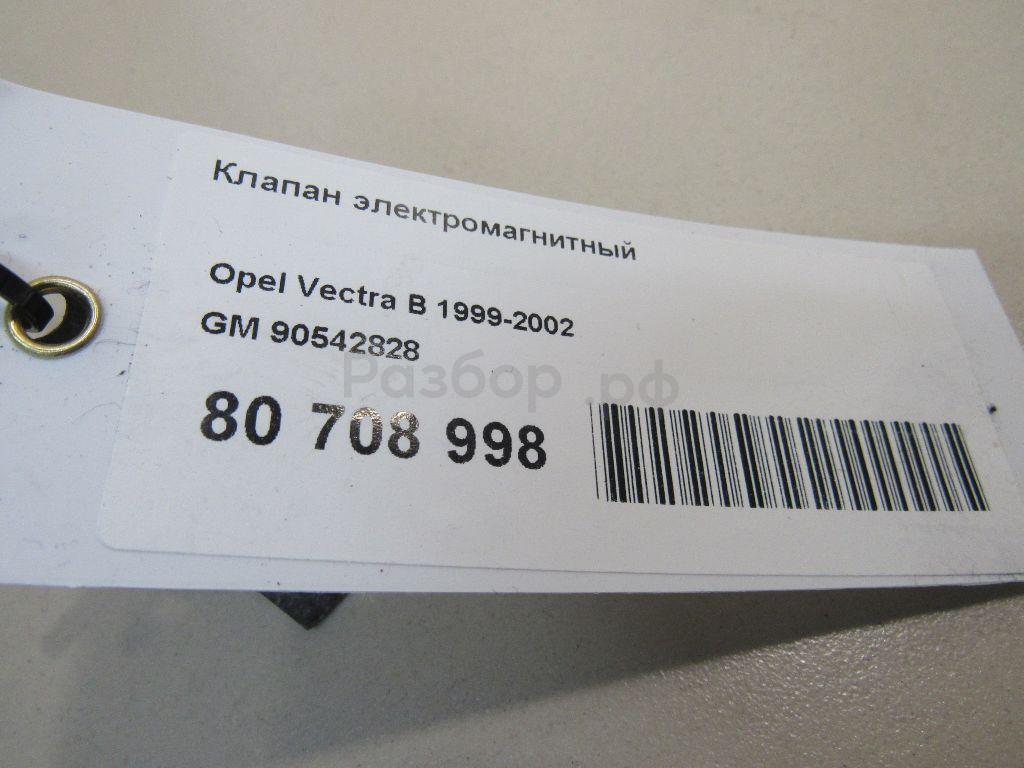 Клапан электромагнитный
Opel Vectra B 1999-2002
GM 90542828
Разбор.рф
80 708 998